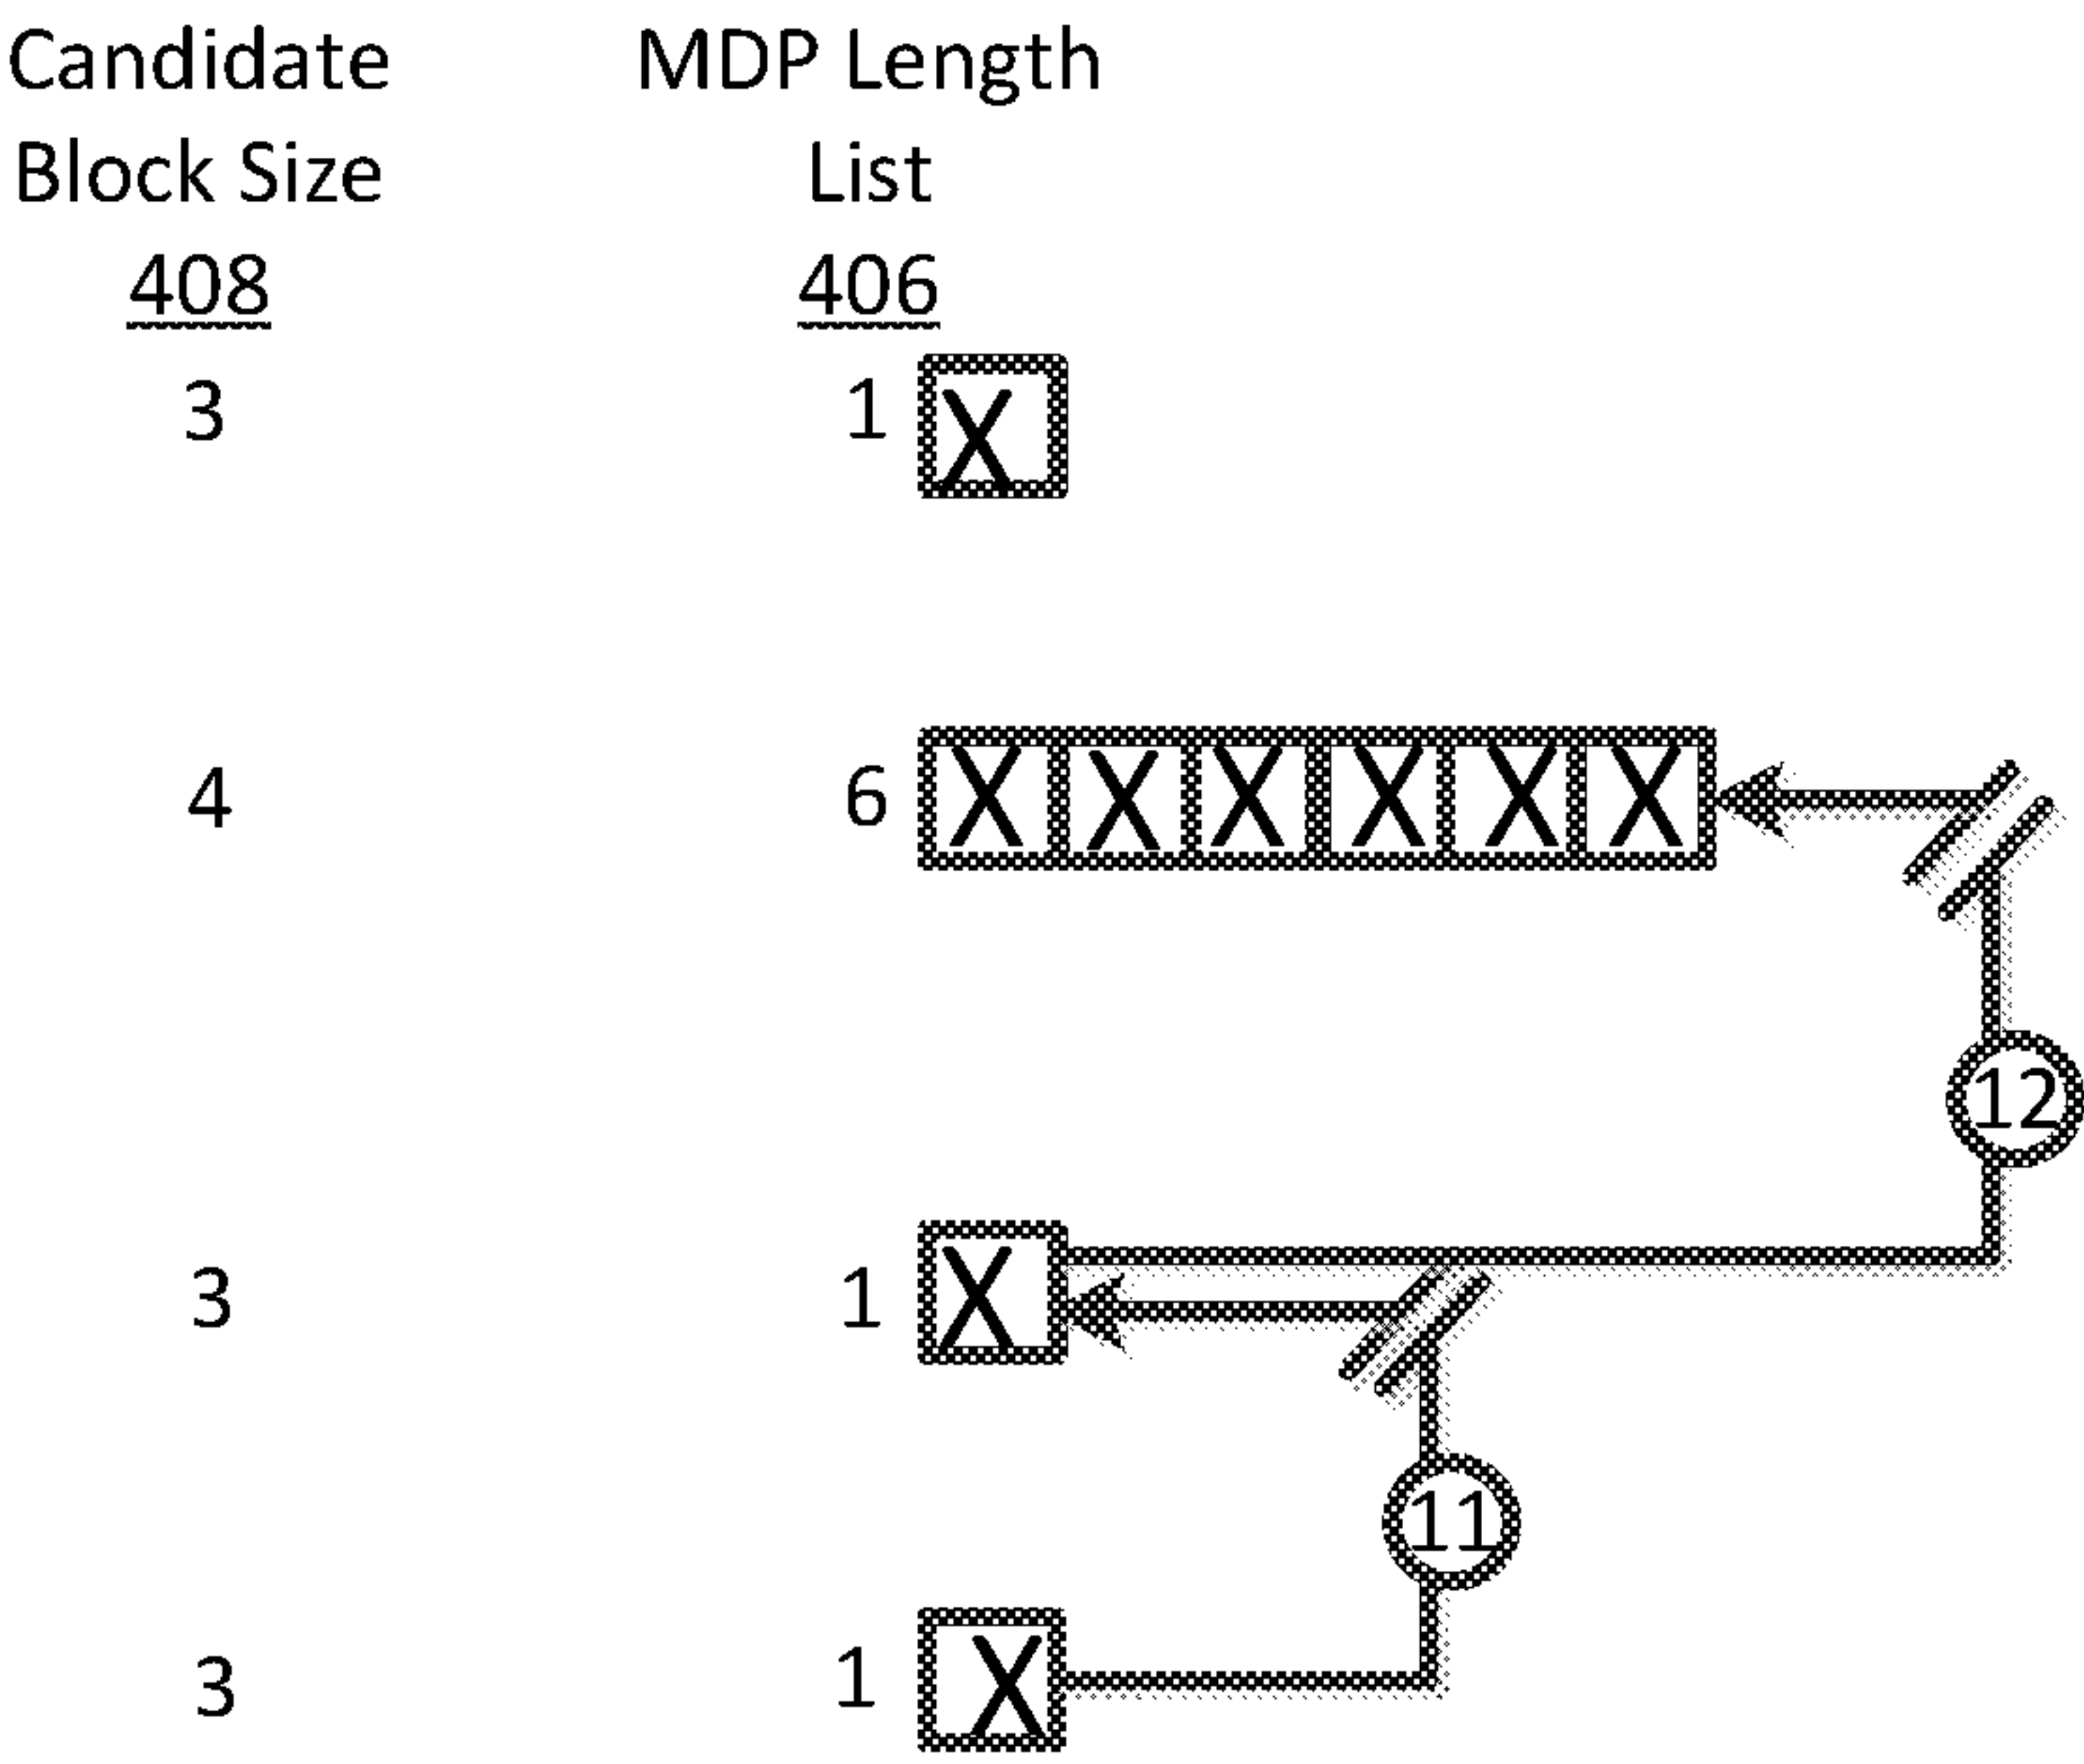 Candidate
Block Size
408
MDP Length
List
406
3
1
X
4
6
X X X X X X
12
3
1
X
11
3
1
X